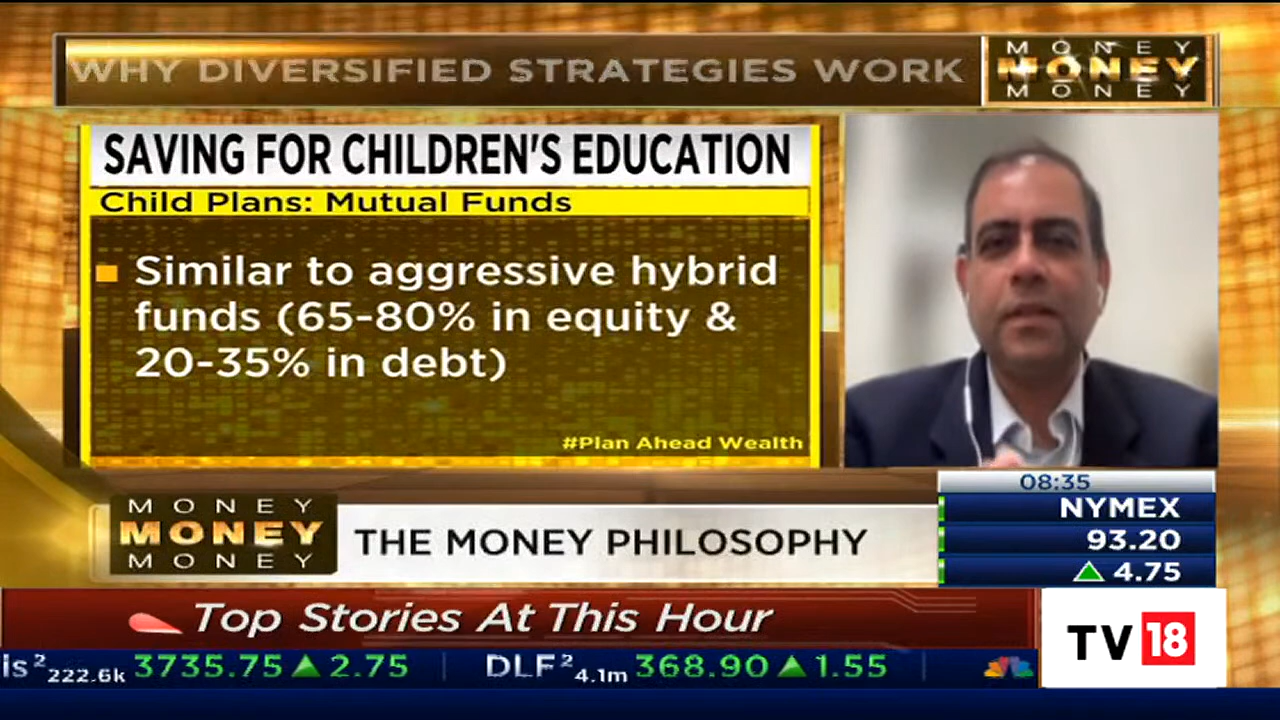 WHY DIVERSIFIED STRATEGIES WORK
MONEY
MONEY
MONEY
SAVING FOR CHILDREN'S EDUCATION
Child Plans: Mutual Funds
Similar to aggressive hybrid
funds (65-80% in equity &
20-35% in debt)
#Plan Ahead Wealth
MONEY
MONEY
MONEY
THE MONEY PHILOSOPHY
08:35
NYMEX
93.20
▲ 4.75
Top Stories At This Hour
TV18
ls² 222.6k 3735.75 ▲ 2.75 DLF² 4.1m 368.90 ▲ 1.55